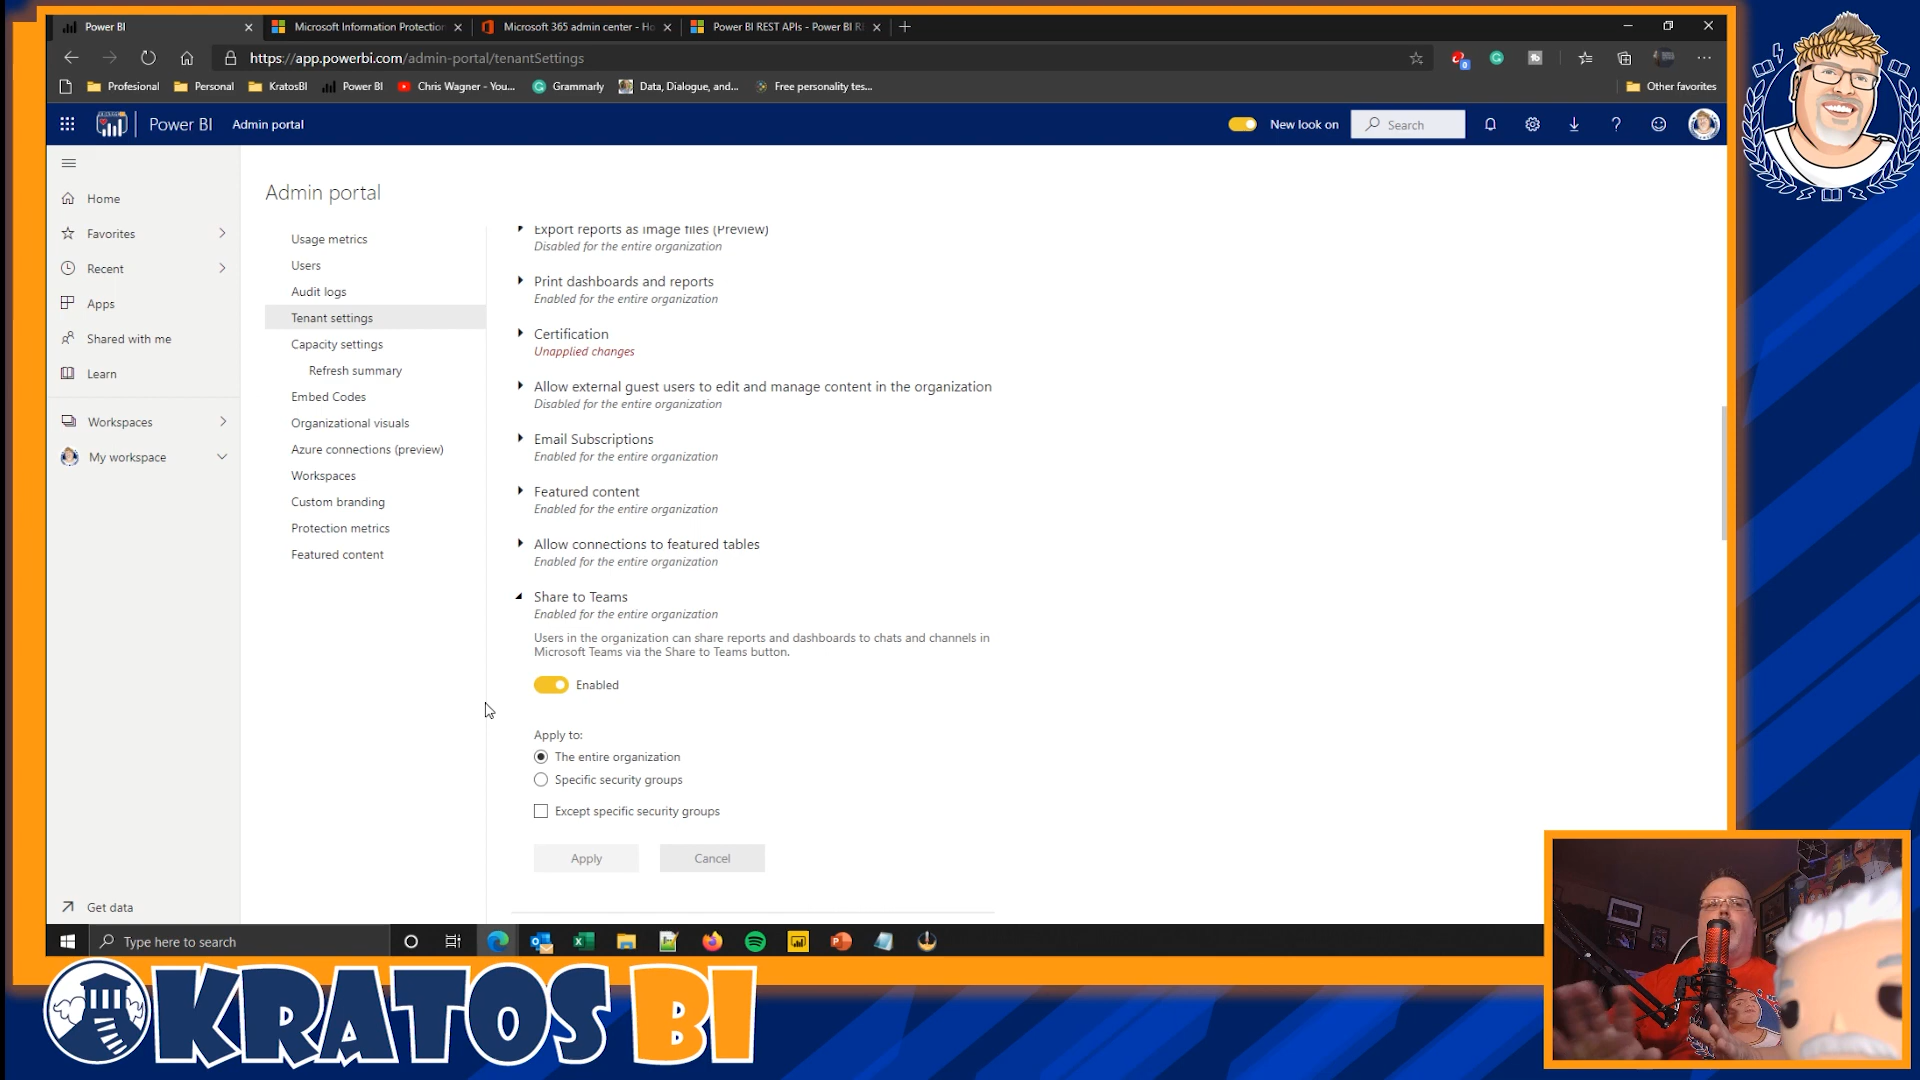 Power BI
Microsoft Information Protection
Microsoft 365 admin center - Ho
Power BI REST APIs - Power BI RE
https://app.powerbi.com/admin-portal/tenantSettings
Profesional
Personal
KratosBI
Power BI
Chris Wagner - You...
Grammarly
Data, Dialogue, and...
Free personality tes...
Other favorites
Power BI
Admin portal
New look on
Search
Home
Favorites
Recent
Apps
Shared with me
Learn
Workspaces
My workspace
Get data
Admin portal
Usage metrics
Users
Audit logs
Tenant settings
Capacity settings
Refresh summary
Embed Codes
Organizational visuals
Azure connections (preview)
Workspaces
Custom branding
Protection metrics
Featured content
Export reports as image files (Preview)
Disabled for the entire organization
Print dashboards and reports
Enabled for the entire organization
Certification
Unapplied changes
Allow external guest users to edit and manage content in the organization
Disabled for the entire organization
Email Subscriptions
Enabled for the entire organization
Featured content
Enabled for the entire organization
Allow connections to featured tables
Enabled for the entire organization
Share to Teams
Enabled for the entire organization
Users in the organization can share reports and dashboards to chats and channels in
Microsoft Teams via the Share to Teams button.
Enabled
Apply to:
The entire organization
Specific security groups
Except specific security groups
Apply
Cancel
Type here to search
KRATOS BI